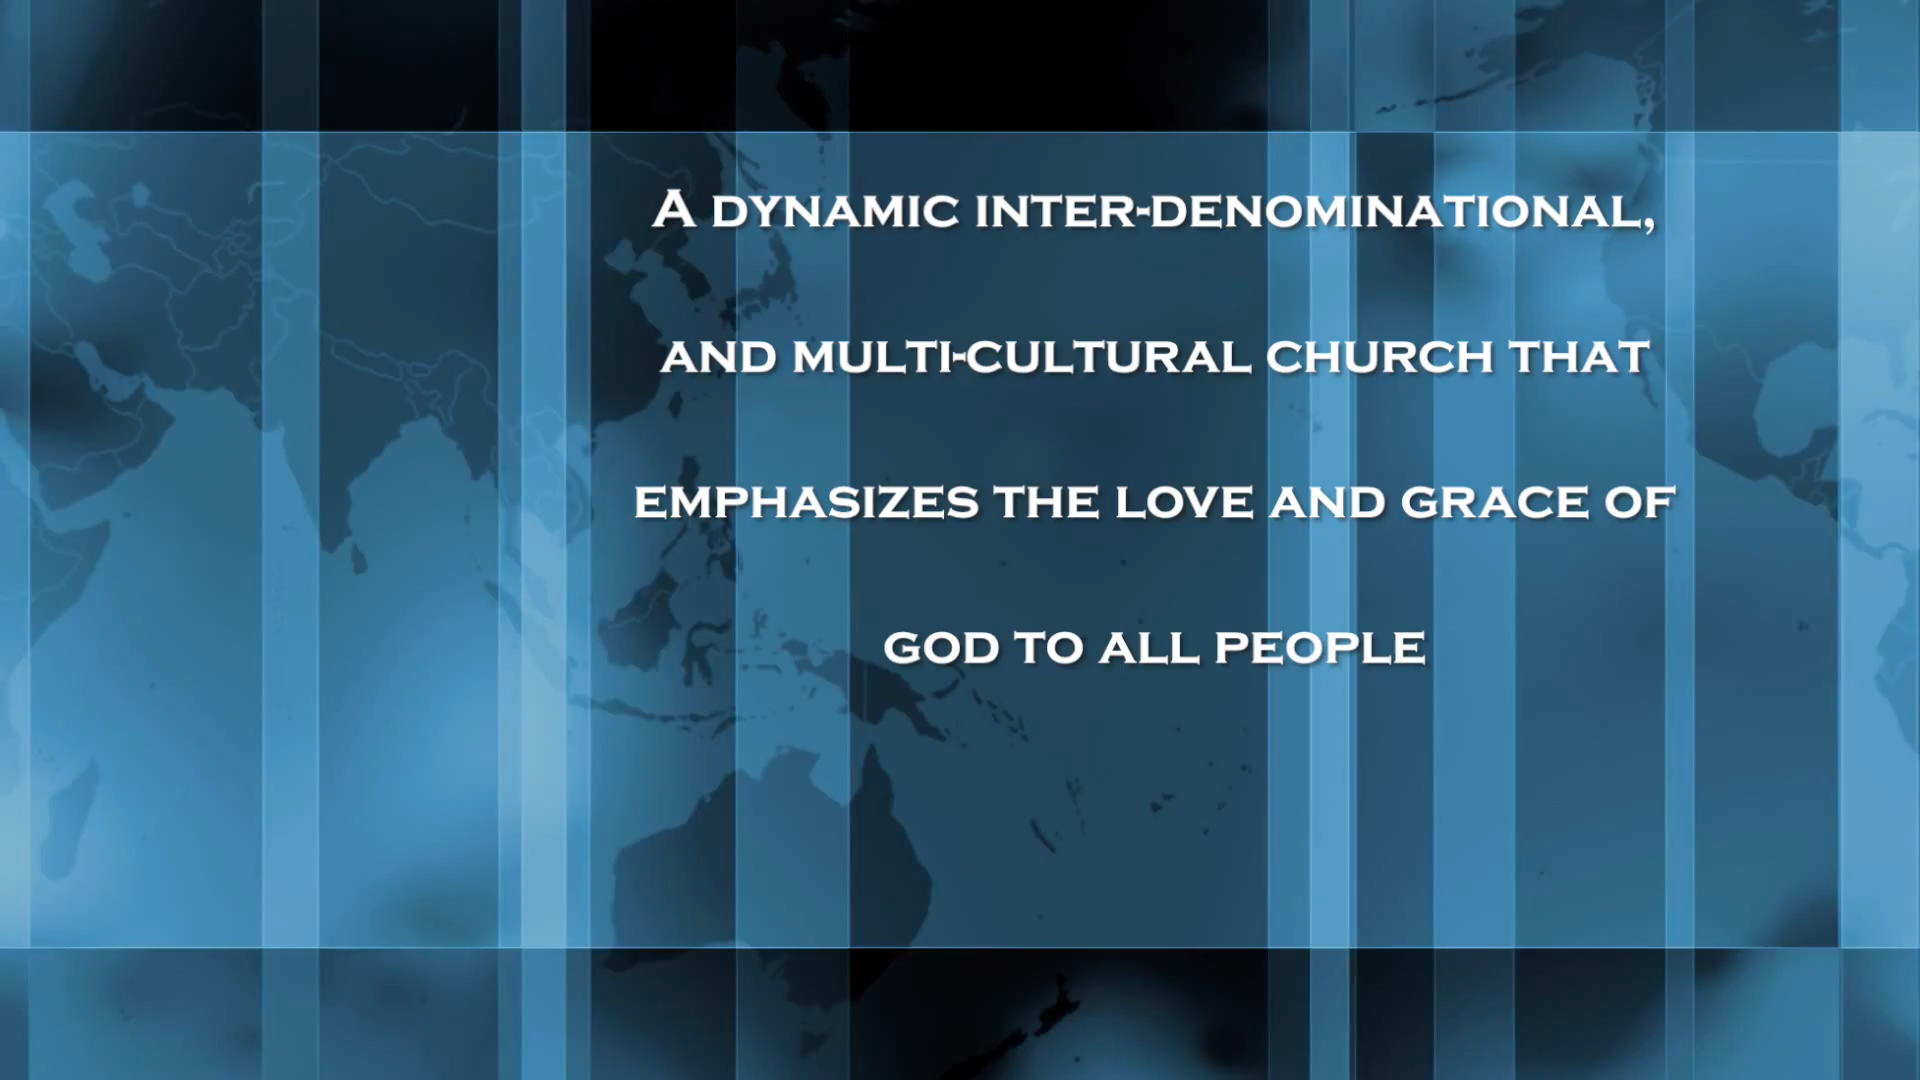 A DYNAMIC INTER-DENOMINATIONAL,
AND MULTI-CULTURAL CHURCH THAT
EMPHASIZES THE LOVE AND GRACE OF
GOD TO ALL PEOPLE